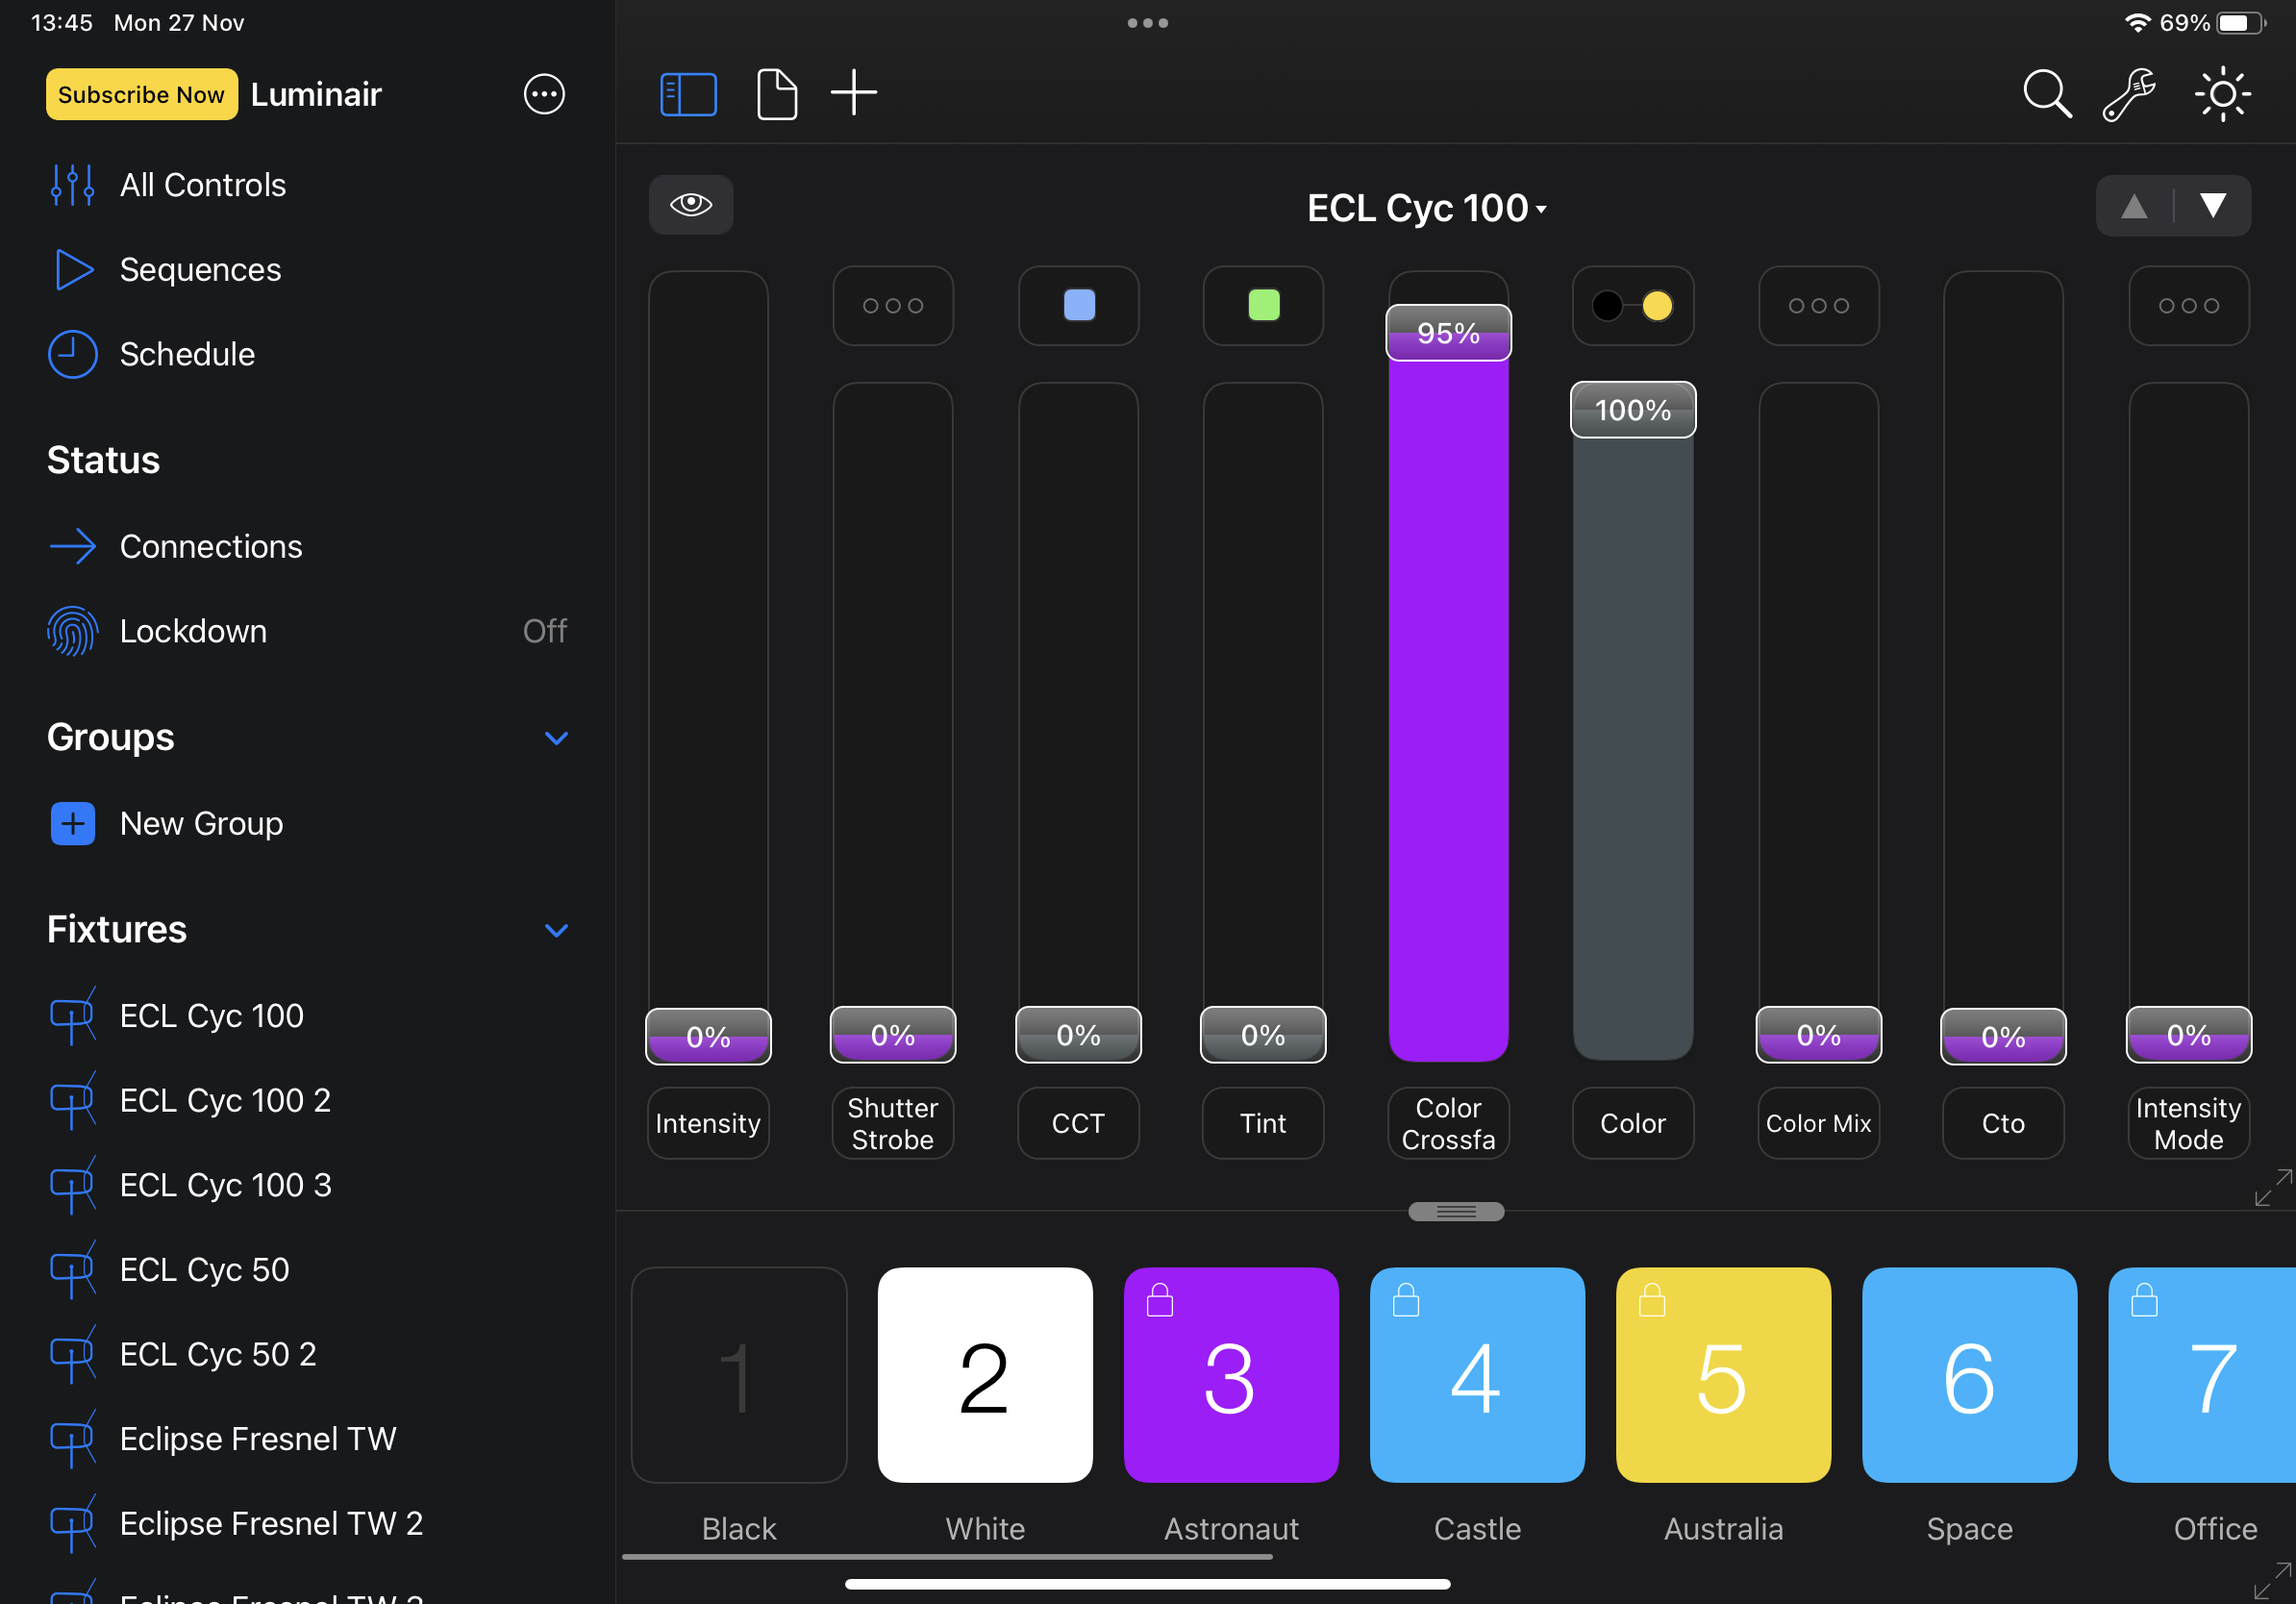 13:45 Mon 27 Nov
69%
Subscribe Now Luminair
All Controls
Sequences
Schedule
Status
Connections
Lockdown Off
Groups
New Group
Fixtures
ECL Cyc 100
ECL Cyc 100 2
ECL Cyc 100 3
ECL Cyc 50
ECL Cyc 50 2
Eclipse Fresnel TW
Eclipse Fresnel TW 2
ECL Cyc 100
95%
100%
0% 0% 0% 0% 0% 0% 0%
Intensity
Shutter
Strobe
CCT
Tint
Color
Crossfa
Color
Color Mix
Cto
Intensity
Mode
1 2 3 4 5 6 7
Black White Astronaut Castle Australia Space Office